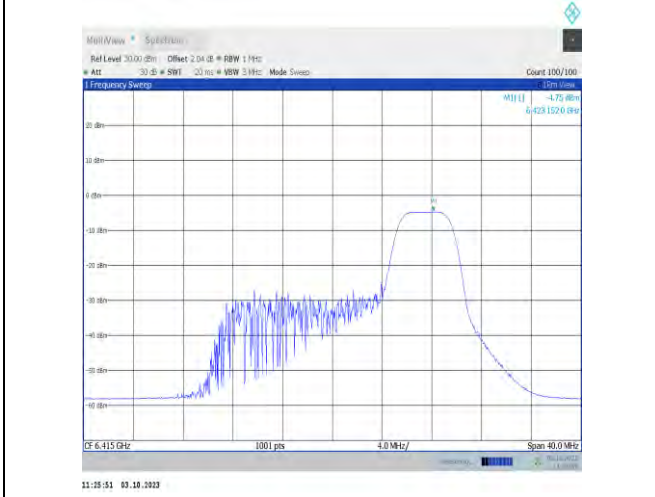 MultiView Spectrum
Ref Level 30.00 dBm Offset 2.04 dB RBW 1 MHz
Att 30 dB SWT 20 ms VBW 3 MHz Mode Sweep Count 100/100
1 Frequency Sweep 1Rm View
M1[1] -4.75 dBm
6.423 152 0 GHz
20 dBm
10 dBm
M1
0 dBm
-10 dBm
-20 dBm
-30 dBm
-40 dBm
-50 dBm
-60 dBm
CF 6.415 GHz 1001 pts 4.0 MHz/ Span 40.0 MHz
11:25:51 03.10.2023